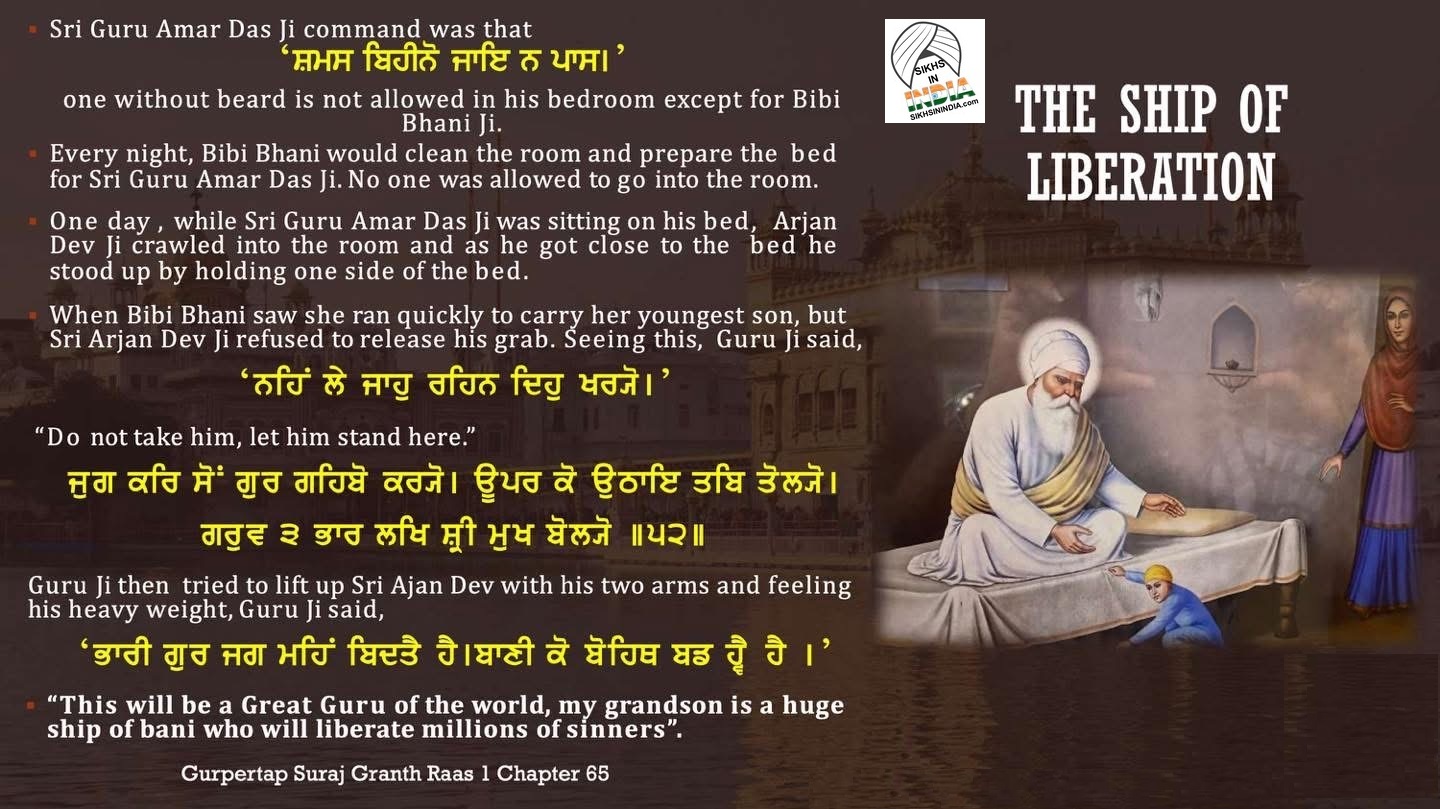 Sri Guru Amar Das Ji command was that
‘ਸ਼ਮਸ ਬਿਹੀਨੋ ਜਾਇ ਨ ਪਾਸ।’
one without beard is not allowed in his bedroom except for Bibi
Bhani Ji.
Every night, Bibi Bhani would clean the room and prepare the bed
for Sri Guru Amar Das Ji. No one was allowed to go into the room.
One day , while Sri Guru Amar Das Ji was sitting on his bed, Arjan
Dev Ji crawled into the room and as he got close to the bed he
stood up by holding one side of the bed.
When Bibi Bhani saw she ran quickly to carry her youngest son, but
Sri Arjan Dev Ji refused to release his grab. Seeing this, Guru Ji said,
‘ਨਹਿਂ ਲੇ ਜਾਹੁ ਰਹਿਨ ਦਿਹੁ ਖਰ੍ਯੋ।’
“Do not take him, let him stand here.”
ਜੁਗ ਕਰਿ ਸੋਂ ਗੁਰ ਗਹਿਬੋ ਕਰ੍ਯੋ। ਊਪਰ ਕੋ ਉਠਾਇ ਤਬਿ ਤੋਲ੍ਯੋ।
ਗਰੁਵ ੩ ਭਾਰ ਲਖਿ ਸ਼੍ਰੀ ਮੁਖ ਬੋਲ੍ਯੋ ॥੫੨॥
Guru Ji then tried to lift up Sri Ajan Dev with his two arms and feeling
his heavy weight, Guru Ji said,
‘ਭਾਰੀ ਗੁਰ ਜਗ ਮਹਿਂ ਬਿਦਤੈ ਹੈ।ਬਾਣੀ ਕੋ ਬੋਹਿਥ ਬਡ ਹ੍ਵੈ ਹੈ ।’
“This will be a Great Guru of the world, my grandson is a huge
ship of bani who will liberate millions of sinners”.
Gurpertap Suraj Granth Raas 1 Chapter 65
SIKHS
IN
INDIA
SIKHSININDIA.com
THE SHIP OF
LIBERATION